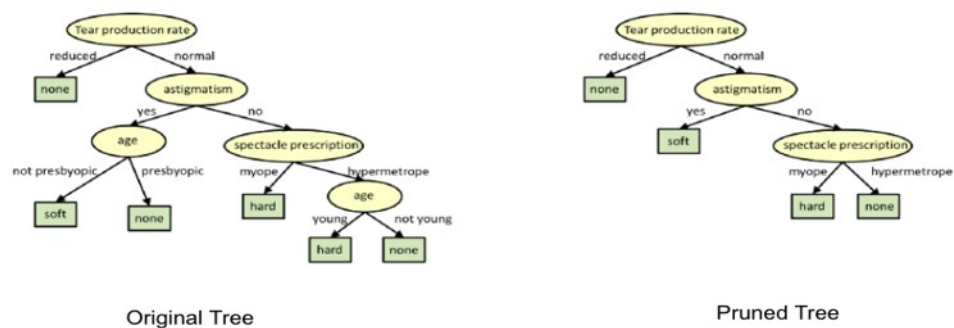 Tear production rate
reduced
normal
none
astigmatism
yes
no
age
spectacle prescription
not presbyopic
presbyopic
myope
hypermetrope
soft
none
hard
age
young
not young
hard
none
Original Tree
Tear production rate
reduced
normal
none
astigmatism
yes
no
soft
spectacle prescription
myope
hypermetrope
hard
none
Pruned Tree